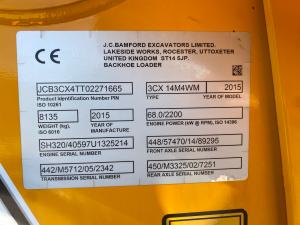 J.C.BAMFORD EXCAVATORS LIMITED.
LAKESIDE WORKS, ROCESTER, UTTOXETER
UNITED KINGDOM ST14 5JP.
BACKHOE LOADER
CE
JCB3CX4TT02271665
Product Identification Number PIN
ISO 10261
3CX 14M4WM
MODEL
2015
YEAR
8135
WEIGHT (kg)
ISO 6016
2015
YEAR OF MANUFACTURE
68.0/2200
ENGINE POWER (kW @ RPM), ISO 14396
SH320/40597U1325214
ENGINE SERIAL NUMBER
448/57470/14/89295
FRONT AXLE SERIAL NUMBER
442/M5712/05/2342
TRANSMISSION SERIAL NUMBER
450/M3325/02/7251
REAR AXLE SERIAL NUMBER